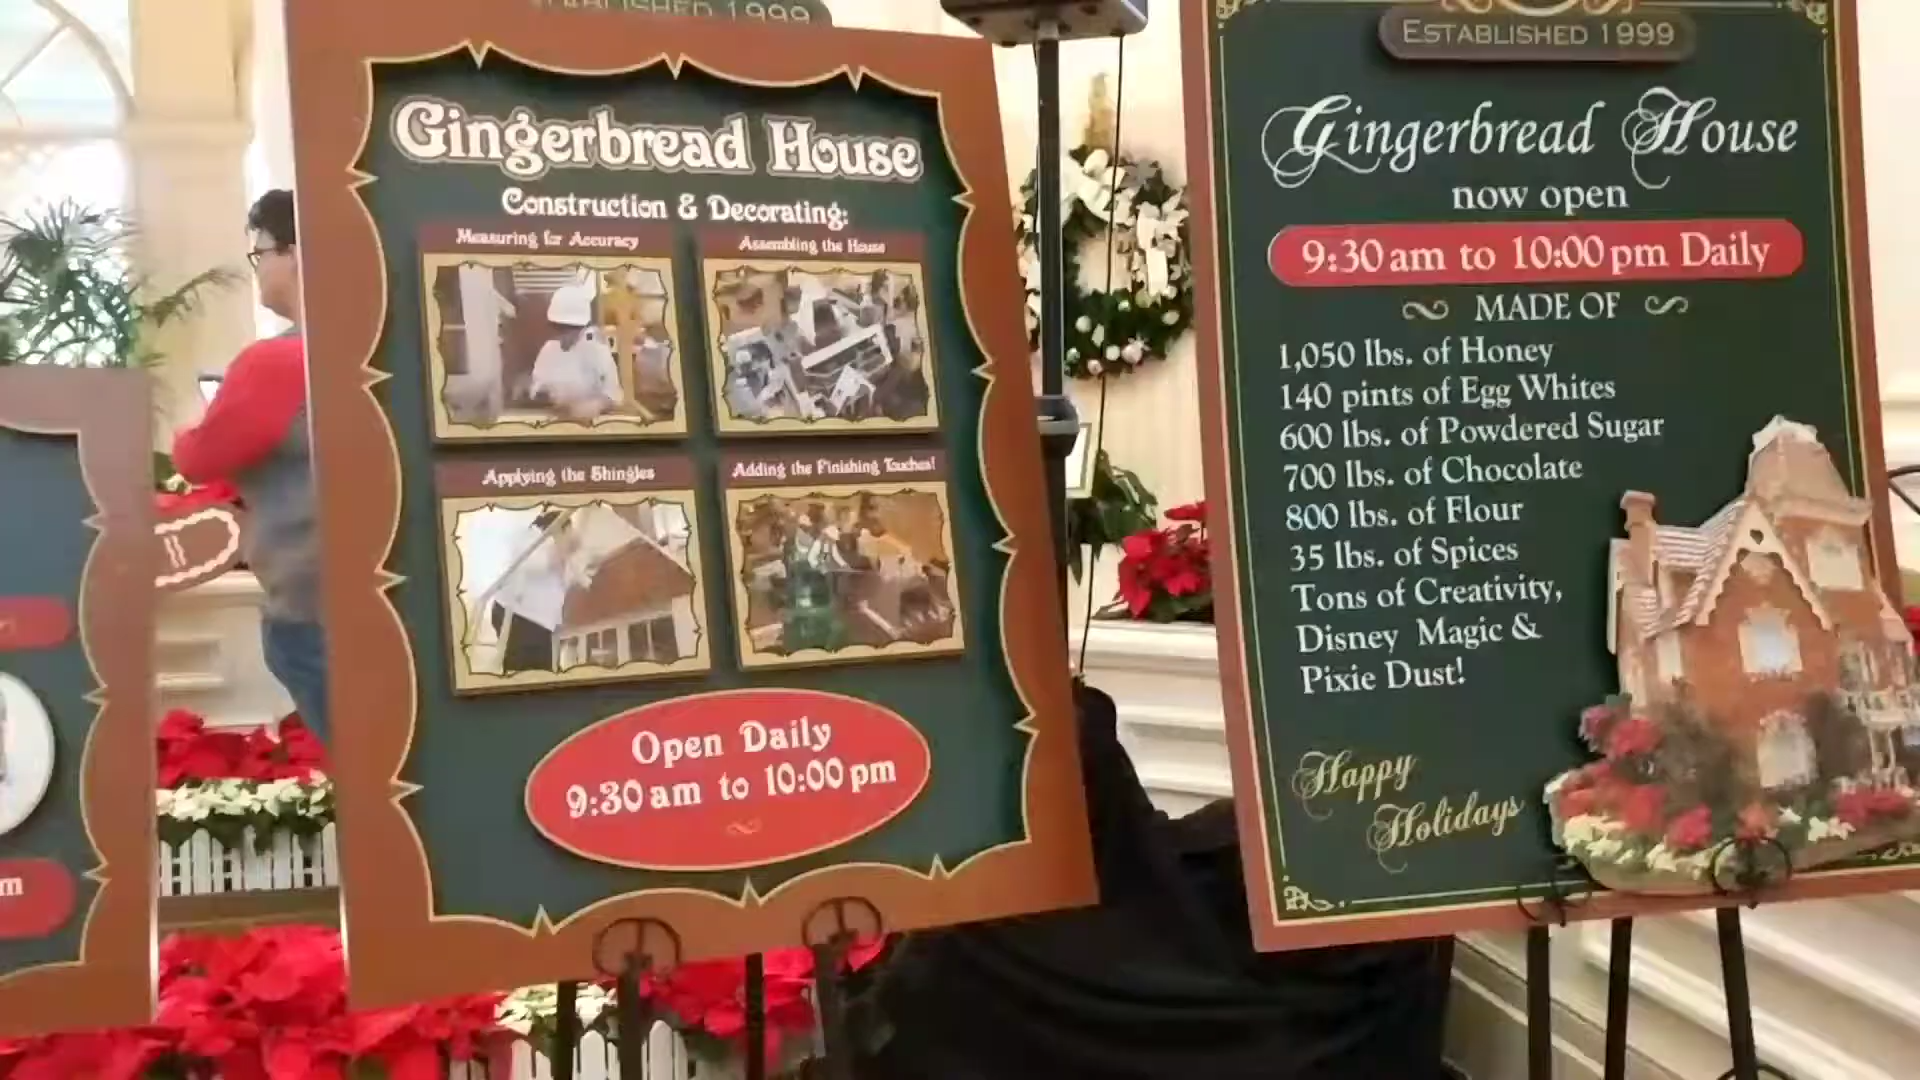 ESTABLISHED 1999
Gingerbread House
Construction & Decorating:
Measuring for Accuracy
Assembling the House
Applying the Shingles
Adding the Finishing Touches!
Open Daily
9:30 am to 10:00 pm
m
ESTABLISHED 1999
Gingerbread House
now open
9:30 am to 10:00 pm Daily
MADE OF
1,050 lbs. of Honey
140 pints of Egg Whites
600 lbs. of Powdered Sugar
700 lbs. of Chocolate
800 lbs. of Flour
35 lbs. of Spices
Tons of Creativity,
Disney Magic &
Pixie Dust!
Happy
Holidays